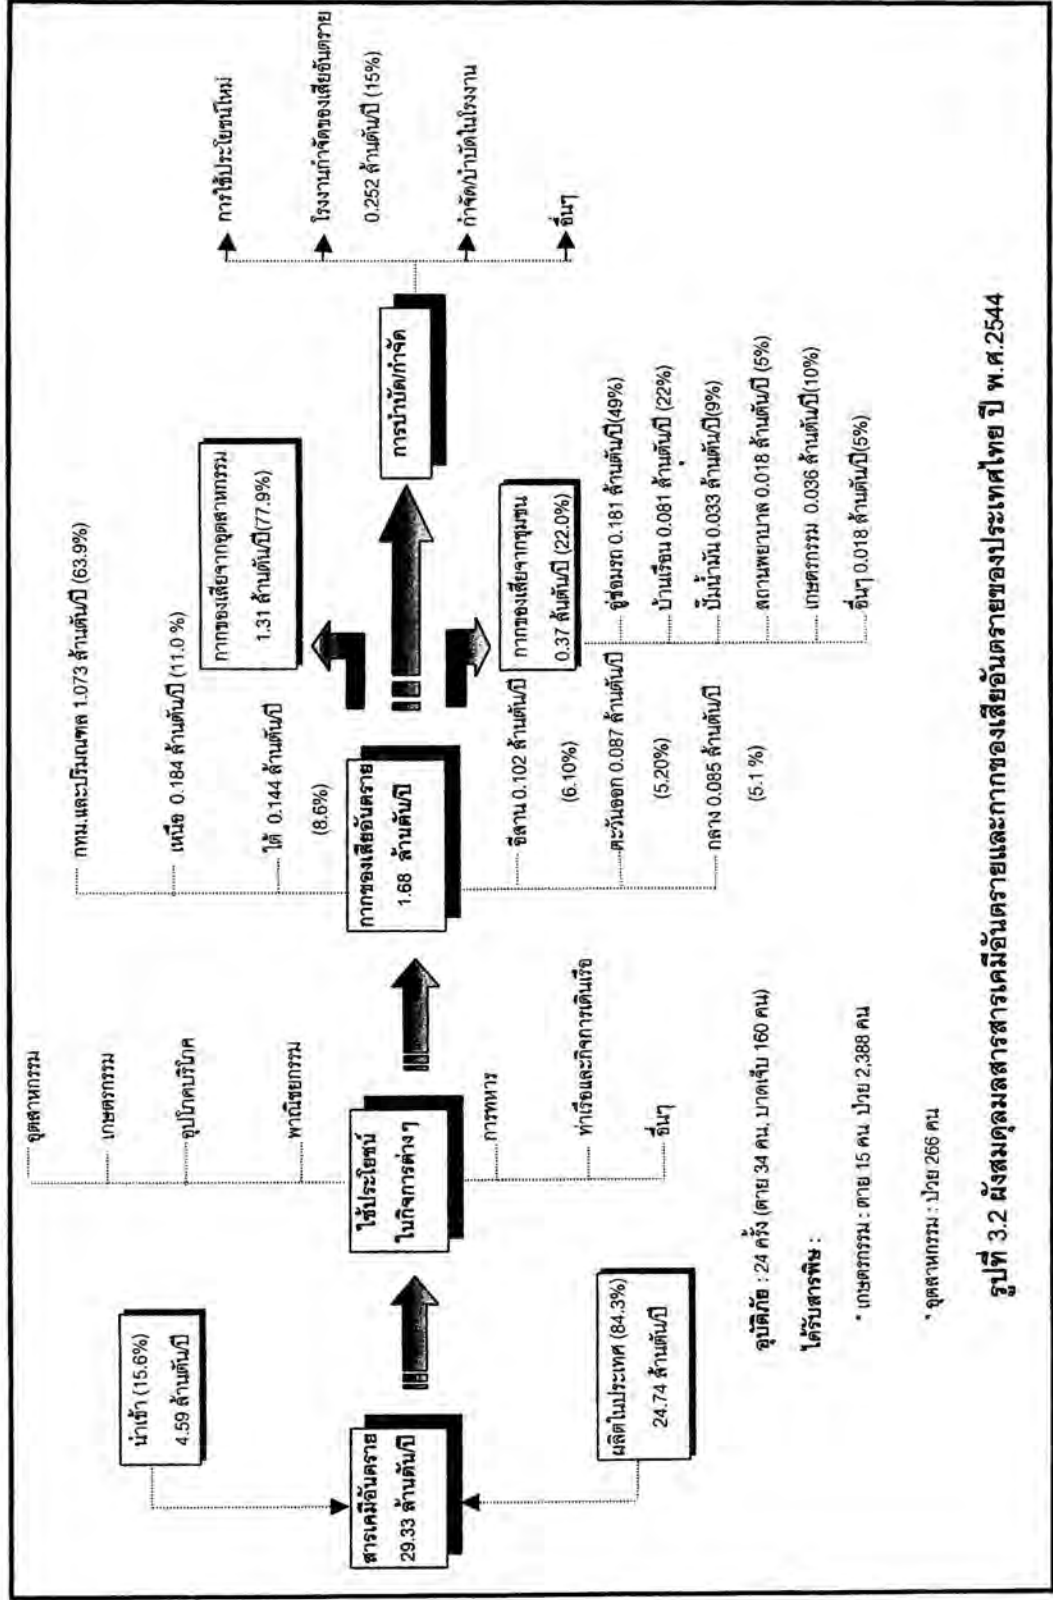 นำเข้า (15.6%)
4.59 ล้านตัน/ปี
สารเคมีอันตราย
29.33 ล้านตัน/ปี
ผลิตในประเทศ (84.3%)
24.74 ล้านตัน/ปี
อุตสาหกรรม
เกษตรกรรม
อุปโภคบริโภค
พาณิชยกรรม
ใช้ประโยชน์
ในกิจการต่างๆ
การทหาร
ท่าเรือและกิจการเดินเรือ
อื่นๆ
กทม.และปริมณฑล 1.073 ล้านตัน/ปี (63.9%)
เหนือ 0.184 ล้านตัน/ปี (11.0 %)
ใต้ 0.144 ล้านตัน/ปี
(8.6%)
กากของเสียอันตราย
1.68 ล้านตัน/ปี
อีสาน 0.102 ล้านตัน/ปี
(6.10%)
ตะวันออก 0.087 ล้านตัน/ปี
(5.20%)
กลาง 0.085 ล้านตัน/ปี
(5.1 %)
กากของเสียจากอุตสาหกรรม
1.31 ล้านตัน/ปี(77.9%)
กากของเสียจากชุมชน
0.37 ล้นตัน/ปี (22.0%)
อู่ซ่อมรถ 0.181 ล้านตัน/ปี(49%)
บ้านเรือน 0.081 ล้านตัน/ปี (22%)
ปั๊มน้ำมัน 0.033 ล้านตัน/ปี(9%)
สถานพยาบาล 0.018 ล้านตัน/ปี (5%)
เกษตรกรรม 0.036 ล้านตัน/ปี(10%)
อื่นๆ 0.018 ล้านตัน/ปี(5%)
การบำบัด/กำจัด
การใช้ประโยชน์ใหม่
โรงงานกำจัดของเสียอันตราย
0.252 ล้านตัน/ปี (15%)
กำจัด/บำบัดในโรงงาน
อื่นๆ
อุบัติภัย : 24 ครั้ง (ตาย 34 คน, บาดเจ็บ 160 คน)
ได้รับสารพิษ :
* เกษตรกรรม : ตาย 15 คน ป่วย 2,388 คน
* อุตสาหกรรม : ป่วย 266 คน
รูปที่ 3.2 ผังสมดุลมลสารสารเคมีอันตรายและกากของเสียอันตรายของประเทศไทย ปี พ.ศ.2544